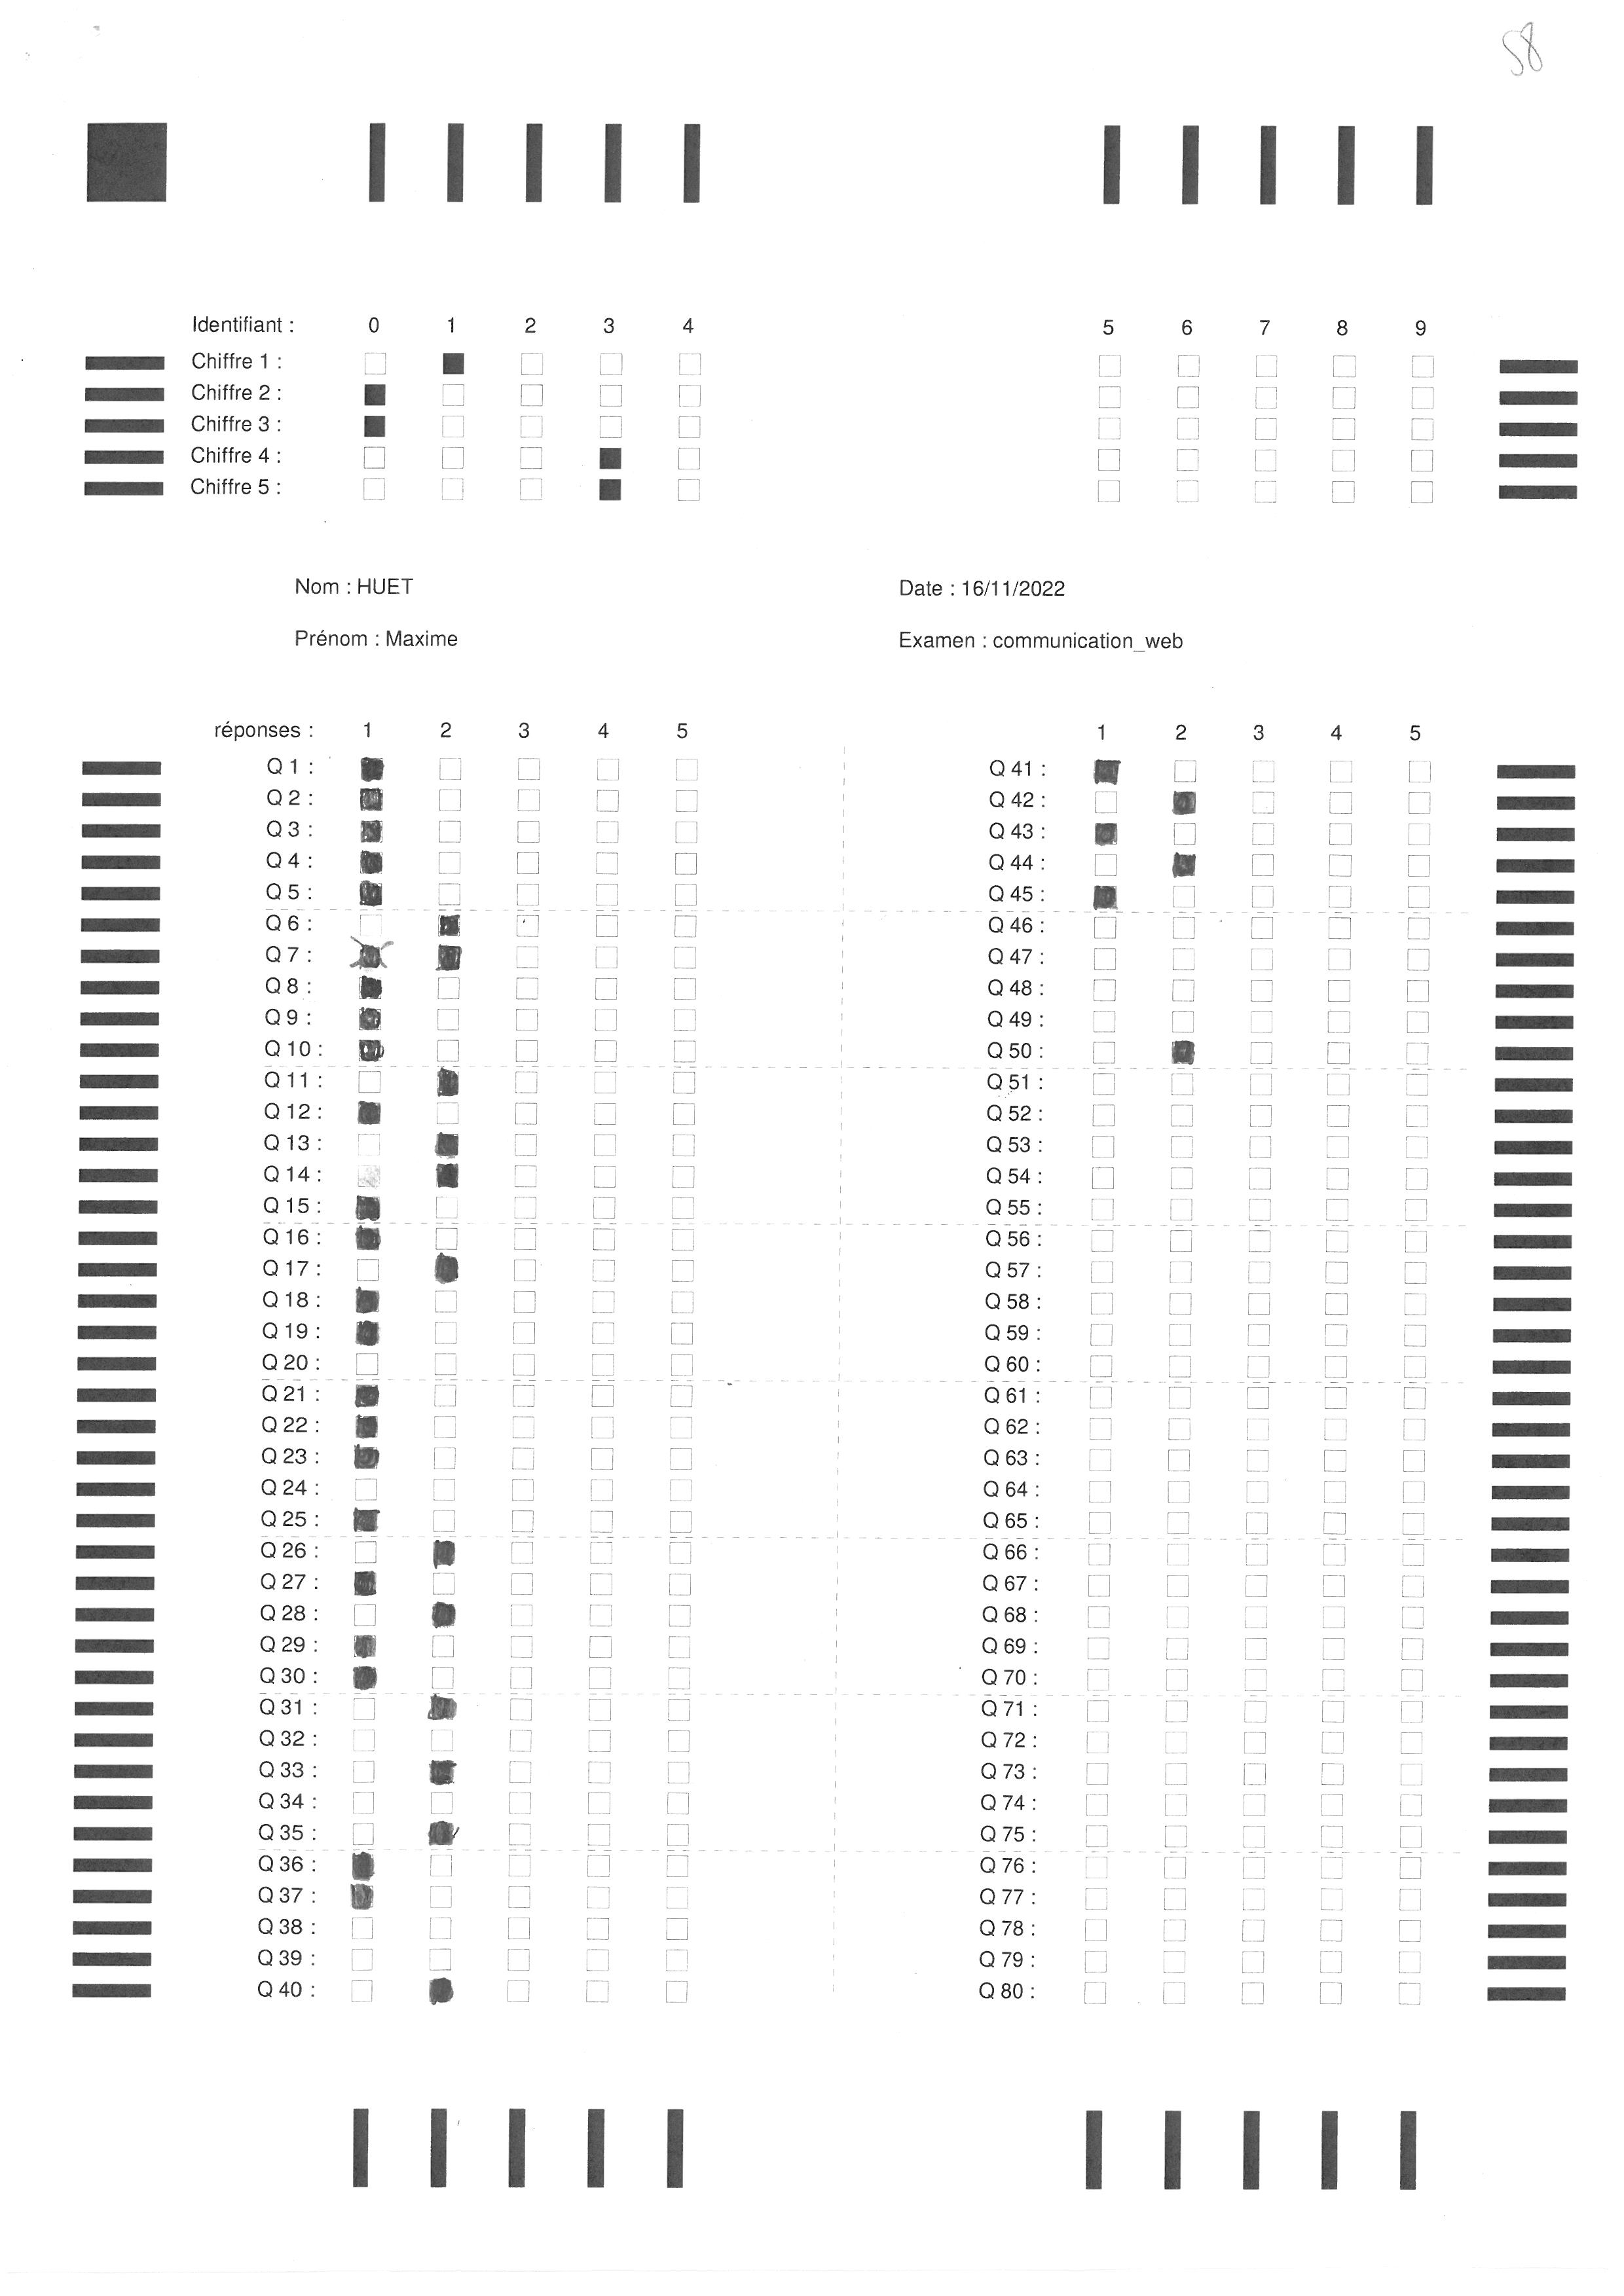 58
Identifiant : 0 1 2 3 4 5 6 7 8 9
Chiffre 1 :
Chiffre 2 :
Chiffre 3 :
Chiffre 4 :
Chiffre 5 :
Nom : HUET Date : 16/11/2022
Prénom : Maxime Examen : communication_web
réponses : 1 2 3 4 5 1 2 3 4 5
Q 1 : Q 41 :
Q 2 : Q 42 :
Q 3 : Q 43 :
Q 4 : Q 44 :
Q 5 : Q 45 :
Q 6 : Q 46 :
Q 7 : Q 47 :
Q 8 : Q 48 :
Q 9 : Q 49 :
Q 10 : Q 50 :
Q 11 : Q 51 :
Q 12 : Q 52 :
Q 13 : Q 53 :
Q 14 : Q 54 :
Q 15 : Q 55 :
Q 16 : Q 56 :
Q 17 : Q 57 :
Q 18 : Q 58 :
Q 19 : Q 59 :
Q 20 : Q 60 :
Q 21 : Q 61 :
Q 22 : Q 62 :
Q 23 : Q 63 :
Q 24 : Q 64 :
Q 25 : Q 65 :
Q 26 : Q 66 :
Q 27 : Q 67 :
Q 28 : Q 68 :
Q 29 : Q 69 :
Q 30 : Q 70 :
Q 31 : Q 71 :
Q 32 : Q 72 :
Q 33 : Q 73 :
Q 34 : Q 74 :
Q 35 : Q 75 :
Q 36 : Q 76 :
Q 37 : Q 77 :
Q 38 : Q 78 :
Q 39 : Q 79 :
Q 40 : Q 80 :